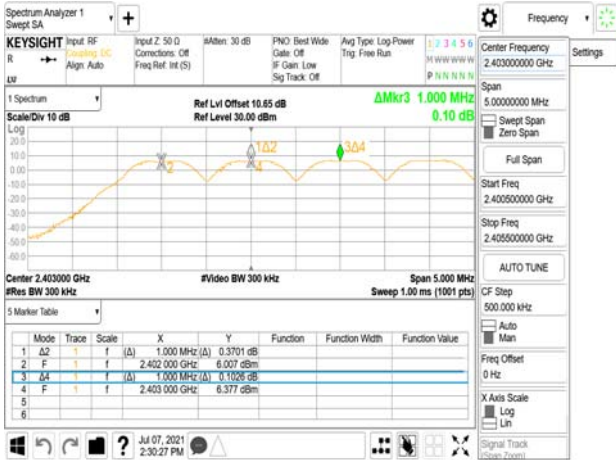 Spectrum Analyzer 1
Swept SA
+
Frequency
KEYSIGHT
R
LXI
Input: RF
Coupling: DC
Align: Auto
Input Z: 50 Ω
Corrections: Off
Freq Ref: Int (S)
#Atten: 30 dB
PNO: Best Wide
Gate: Off
IF Gain: Low
Sig Track: Off
Avg Type: Log-Power
Trig: Free Run
1 2 3 4 5 6
M W W W W W
P N N N N N
Center Frequency
2.403000000 GHz
Settings
Span
5.00000000 MHz
Swept Span
Zero Span
Full Span
Start Freq
2.400500000 GHz
Stop Freq
2.405500000 GHz
AUTO TUNE
CF Step
500.000 kHz
Auto
Man
Freq Offset
0 Hz
X Axis Scale
Log
Lin
Signal Track
(Span Zoom)
1 Spectrum
Scale/Div 10 dB
Ref Lvl Offset 10.65 dB
Ref Level 30.00 dBm
ΔMkr3 1.000 MHz
0.10 dB
Log
20.0
10.0
0.00
-10.0
-20.0
-30.0
-40.0
-50.0
-60.0
2
1Δ2
4
3Δ4
Center 2.403000 GHz
#Res BW 300 kHz
#Video BW 300 kHz
Span 5.000 MHz
Sweep 1.00 ms (1001 pts)
5 Marker Table
Mode Trace Scale X Y Function Function Width Function Value
1 Δ2 1 f (Δ) 1.000 MHz (Δ) 0.3701 dB
2 F 1 f 2.402 000 GHz 6.007 dBm
3 Δ4 1 f (Δ) 1.000 MHz (Δ) 0.1026 dB
4 F 1 f 2.403 000 GHz 6.377 dBm
5
6
?
Jul 07, 2021
2:30:27 PM